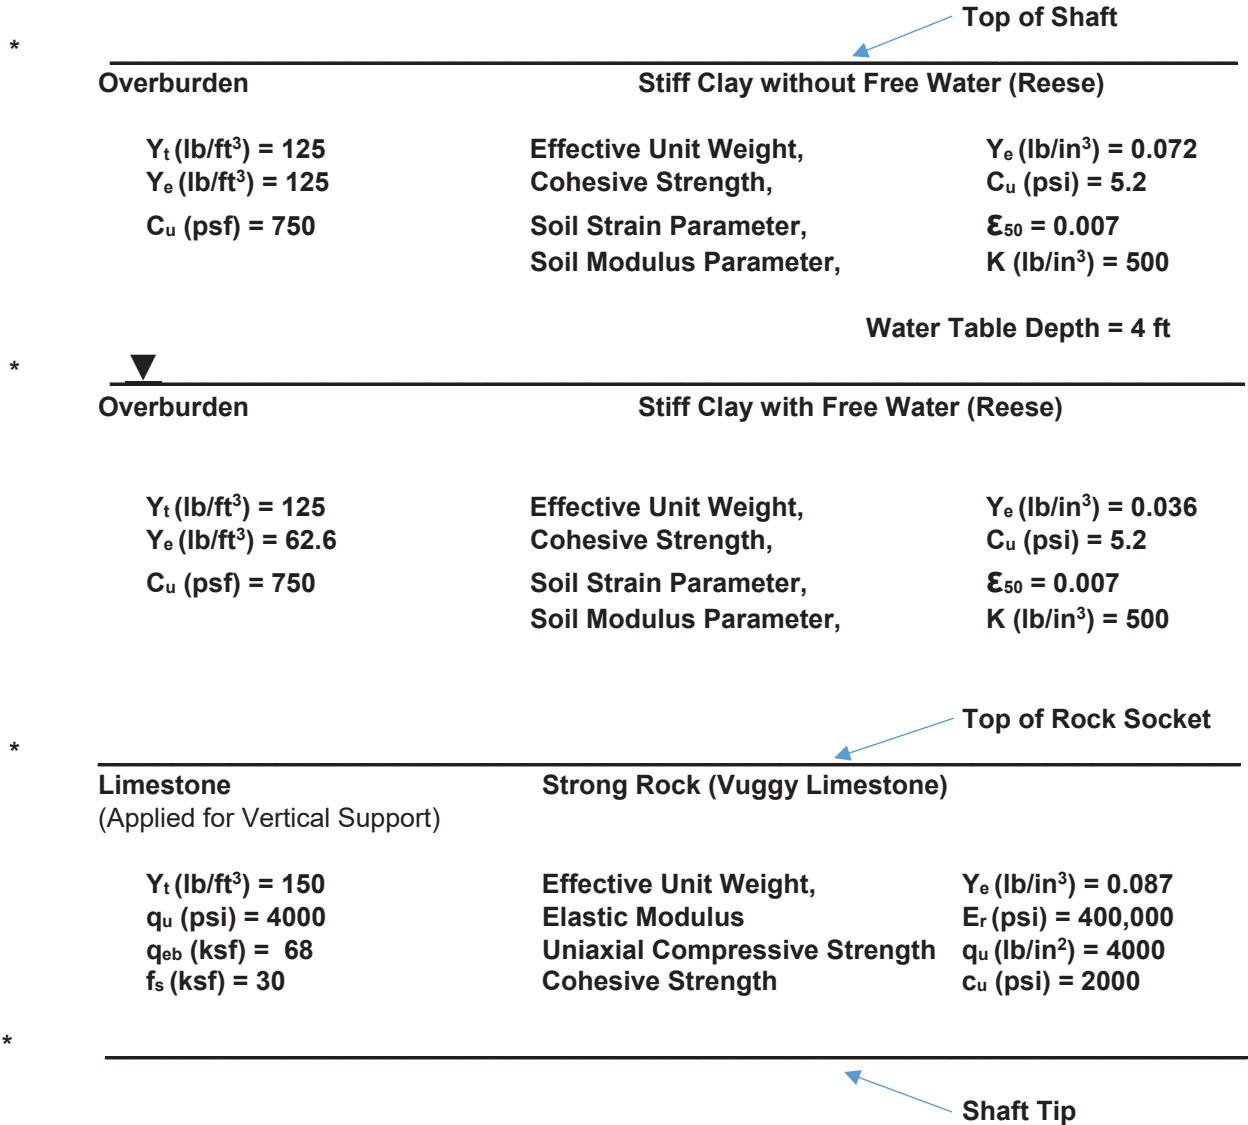 Top of Shaft
*
Overburden Stiff Clay without Free Water (Reese)
Yt (lb/ft³) = 125 Effective Unit Weight, Ye (lb/in³) = 0.072
Ye (lb/ft³) = 125 Cohesive Strength, Cu (psi) = 5.2
Cu (psf) = 750 Soil Strain Parameter, ε50 = 0.007
Soil Modulus Parameter, K (lb/in³) = 500
Water Table Depth = 4 ft
* ▼
Overburden Stiff Clay with Free Water (Reese)
Yt (lb/ft³) = 125 Effective Unit Weight, Ye (lb/in³) = 0.036
Ye (lb/ft³) = 62.6 Cohesive Strength, Cu (psi) = 5.2
Cu (psf) = 750 Soil Strain Parameter, ε50 = 0.007
Soil Modulus Parameter, K (lb/in³) = 500
Top of Rock Socket
*
Limestone Strong Rock (Vuggy Limestone)
(Applied for Vertical Support)
Yt (lb/ft³) = 150 Effective Unit Weight, Ye (lb/in³) = 0.087
qu (psi) = 4000 Elastic Modulus Er (psi) = 400,000
qeb (ksf) = 68 Uniaxial Compressive Strength qu (lb/in²) = 4000
fs (ksf) = 30 Cohesive Strength cu (psi) = 2000
*
Shaft Tip